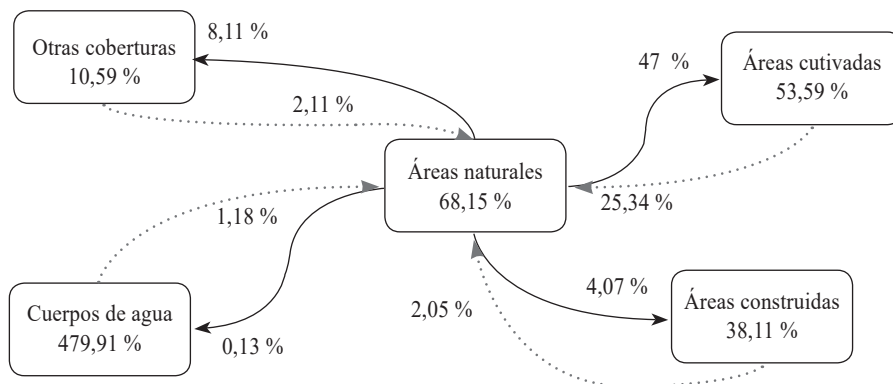 Otras coberturas
10,59 %
8,11 %
2,11 %
47 %
Áreas cutivadas
53,59 %
Áreas naturales
68,15 %
25,34 %
1,18 %
Cuerpos de agua
479,91 %
0,13 %
2,05 %
4,07 %
Áreas construidas
38,11 %